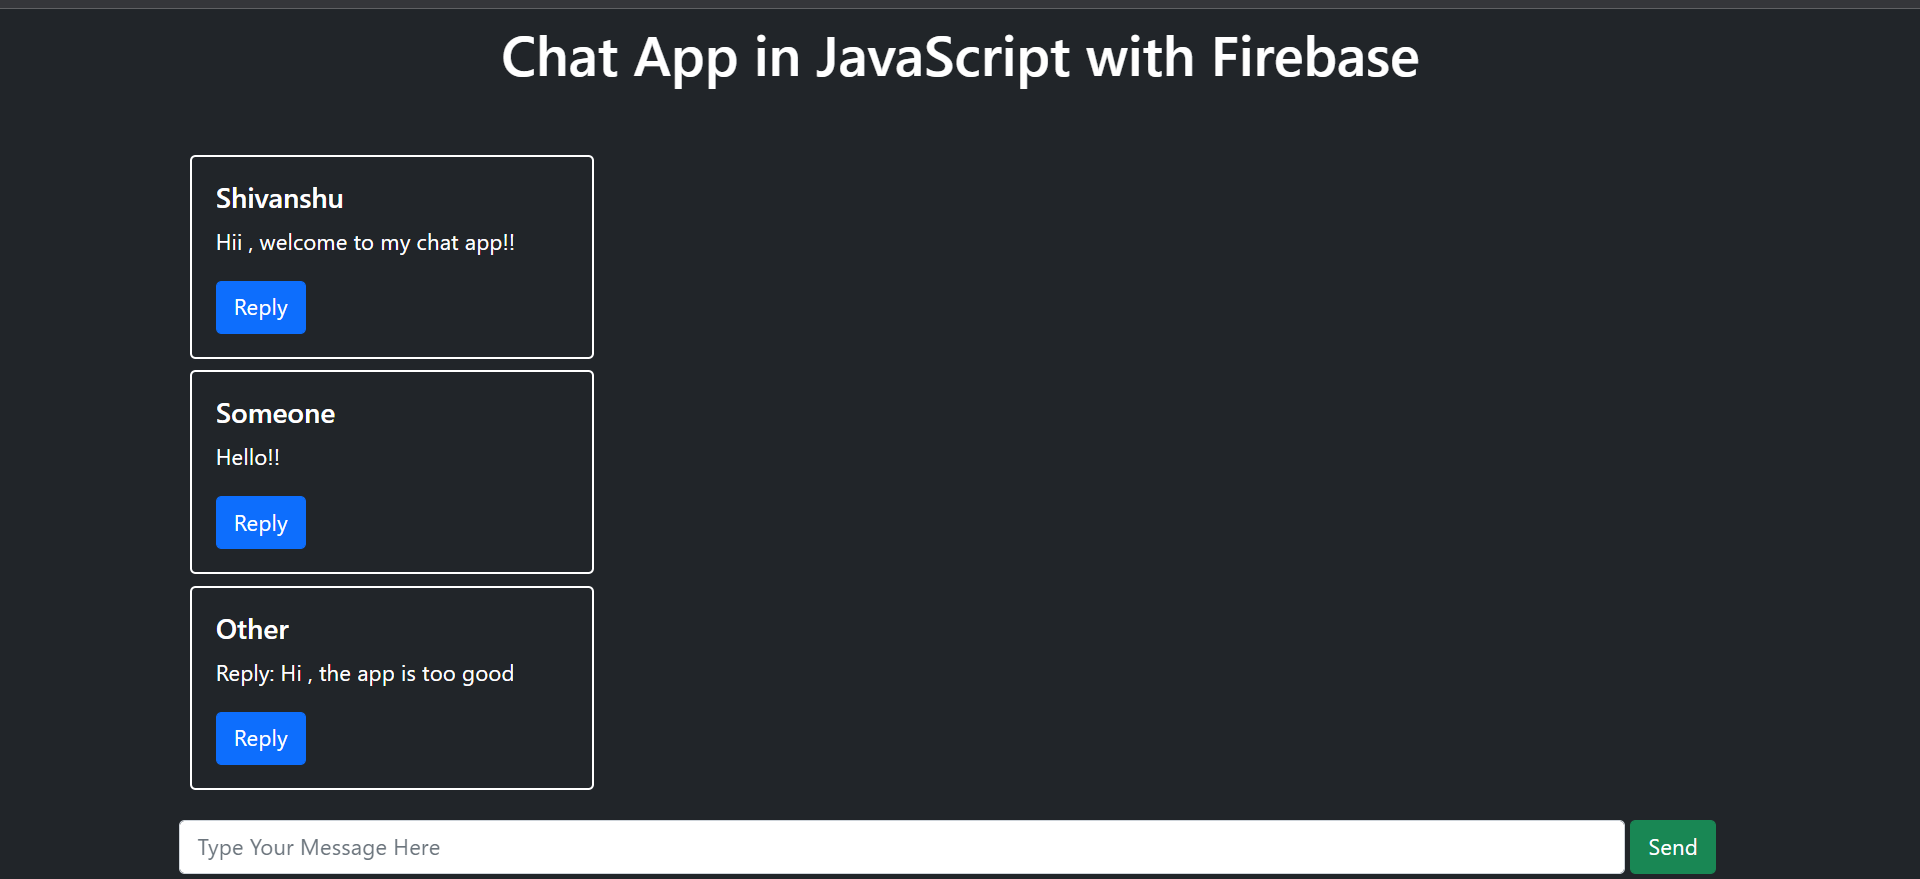 Chat App in JavaScript with Firebase
Shivanshu
Hii , welcome to my chat app!!
Reply
Someone
Hello!!
Reply
Other
Reply: Hi , the app is too good
Reply
Type Your Message Here
Send